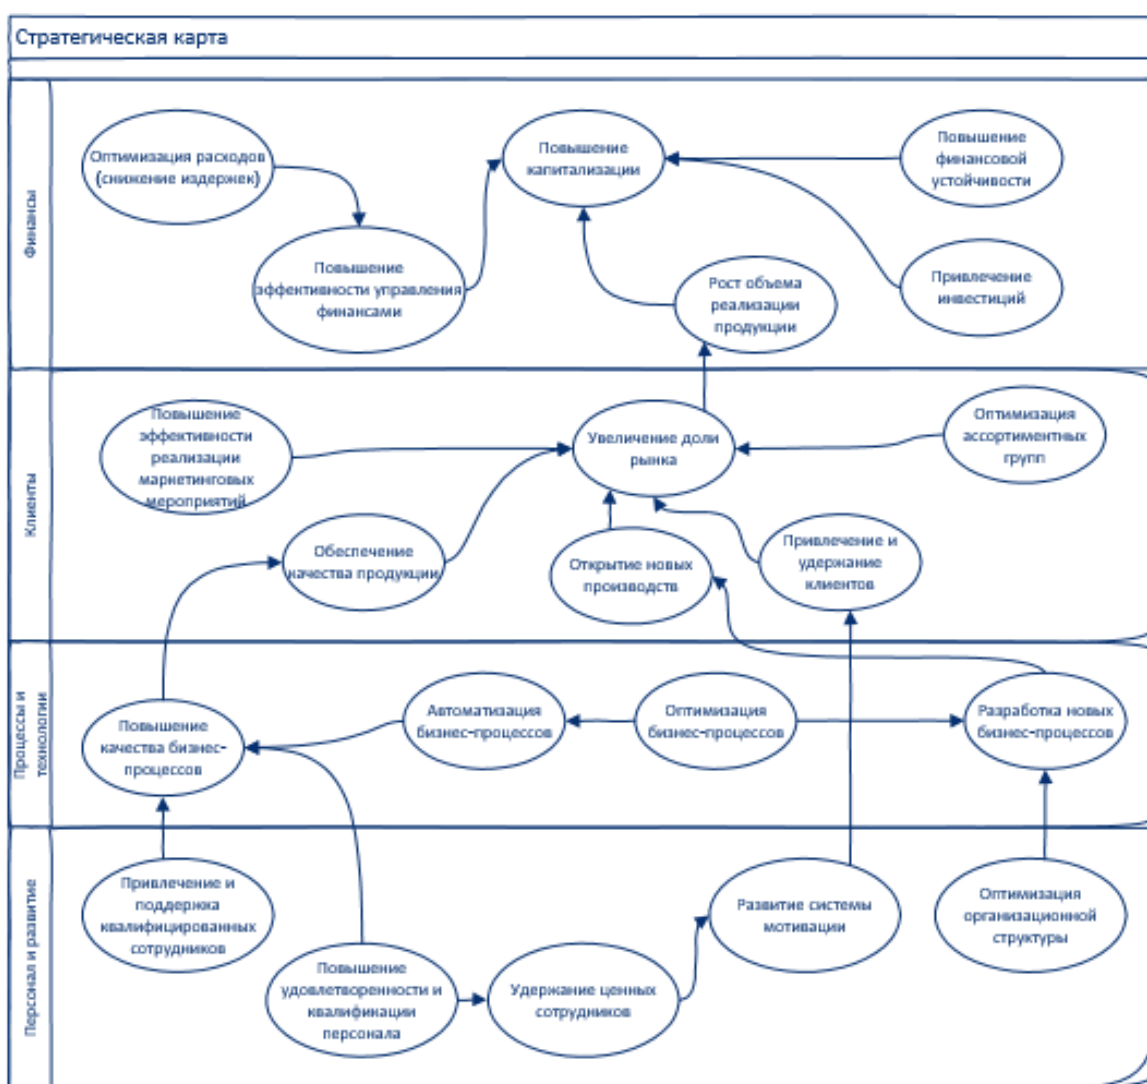 Стратегическая карта
Финансы
Оптимизация расходов
(снижение издержек)
Повышение
капитализации
Повышение
финансовой
устойчивости
Повышение
эффективности управления
финансами
Рост объема
реализации
продукции
Привлечение
инвестиций
Клиенты
Повышение
эффективности
реализации
маркетинговых
мероприятий
Увеличение доли
рынка
Оптимизация
ассортиментных
групп
Обеспечение
качества продукции
Открытие новых
производств
Привлечение и
удержание
клиентов
Процессы и
технологии
Повышение
качества бизнес-
процессов
Автоматизация
бизнес-процессов
Оптимизация
бизнес-процессов
Разработка новых
бизнес-процессов
Персонал и развитие
Привлечение и
поддержка
квалифицированных
сотрудников
Повышение
удовлетворенности и
квалификации
персонала
Удержание ценных
сотрудников
Развитие системы
мотивации
Оптимизация
организационной
структуры